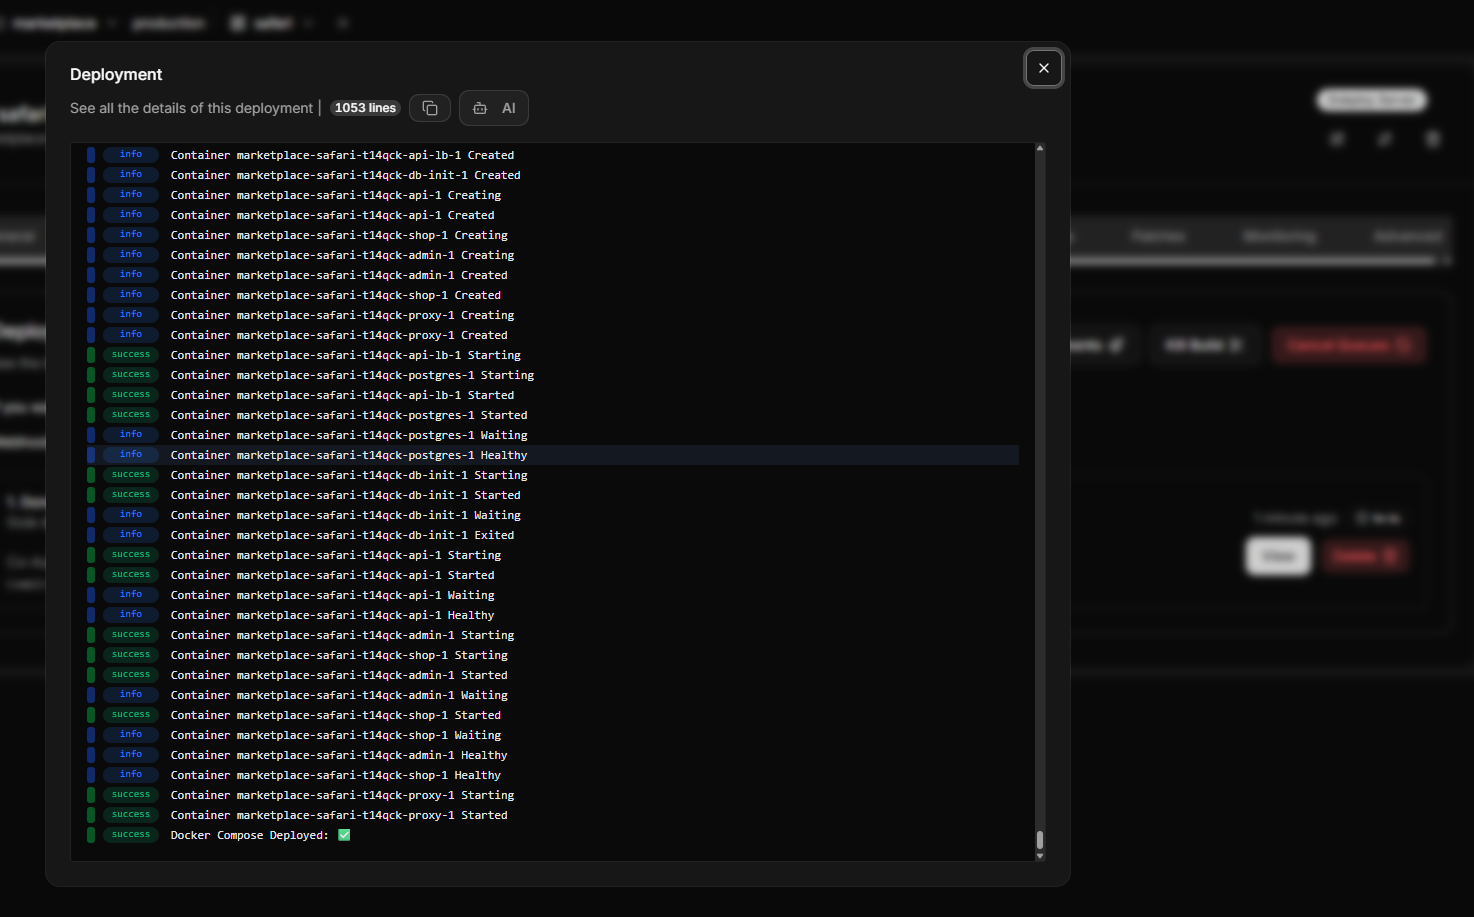 marketplace
production
safari
Deployment
See all the details of this deployment | 1053 lines
AI
info Container marketplace-safari-t14qck-api-lb-1 Created
info Container marketplace-safari-t14qck-db-init-1 Created
info Container marketplace-safari-t14qck-api-1 Creating
info Container marketplace-safari-t14qck-api-1 Created
info Container marketplace-safari-t14qck-shop-1 Creating
info Container marketplace-safari-t14qck-admin-1 Creating
info Container marketplace-safari-t14qck-admin-1 Created
info Container marketplace-safari-t14qck-shop-1 Created
info Container marketplace-safari-t14qck-proxy-1 Creating
info Container marketplace-safari-t14qck-proxy-1 Created
success Container marketplace-safari-t14qck-api-lb-1 Starting
success Container marketplace-safari-t14qck-postgres-1 Starting
success Container marketplace-safari-t14qck-api-lb-1 Started
success Container marketplace-safari-t14qck-postgres-1 Started
info Container marketplace-safari-t14qck-postgres-1 Waiting
info Container marketplace-safari-t14qck-postgres-1 Healthy
success Container marketplace-safari-t14qck-db-init-1 Starting
success Container marketplace-safari-t14qck-db-init-1 Started
info Container marketplace-safari-t14qck-db-init-1 Waiting
info Container marketplace-safari-t14qck-db-init-1 Exited
success Container marketplace-safari-t14qck-api-1 Starting
success Container marketplace-safari-t14qck-api-1 Started
info Container marketplace-safari-t14qck-api-1 Waiting
info Container marketplace-safari-t14qck-api-1 Healthy
success Container marketplace-safari-t14qck-admin-1 Starting
success Container marketplace-safari-t14qck-shop-1 Starting
success Container marketplace-safari-t14qck-admin-1 Started
info Container marketplace-safari-t14qck-admin-1 Waiting
success Container marketplace-safari-t14qck-shop-1 Started
info Container marketplace-safari-t14qck-shop-1 Waiting
info Container marketplace-safari-t14qck-admin-1 Healthy
info Container marketplace-safari-t14qck-shop-1 Healthy
success Container marketplace-safari-t14qck-proxy-1 Starting
success Container marketplace-safari-t14qck-proxy-1 Started
success Docker Compose Deployed: ✅
Patches
Monitoring
Advanced
Kill Build
Cancel Queues
1 minute ago
View
Delete